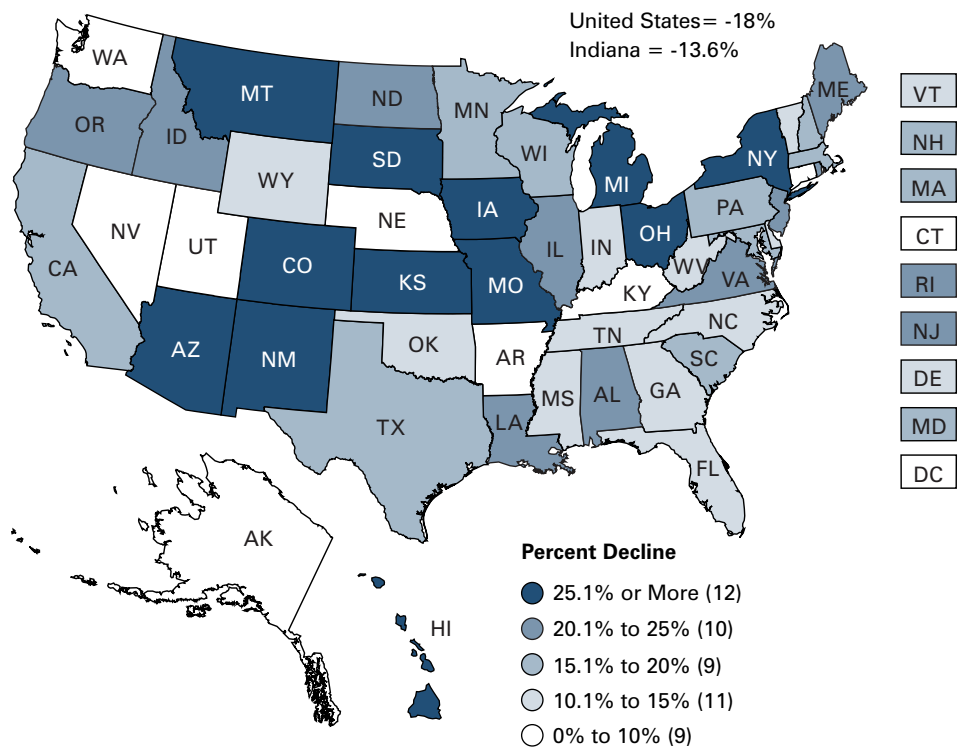 United States= -18%
Indiana = -13.6%
WA
MT
ND
MN
ME
VT
OR
ID
SD
WI
NY
NH
WY
MI
MA
IA
PA
NE
CT
NV
UT
IL
IN
OH
CA
CO
KS
MO
WV
VA
RI
KY
NJ
AZ
NM
OK
AR
TN
NC
DE
SC
MS
AL
GA
MD
TX
LA
FL
DC
AK
HI
Percent Decline
25.1% or More (12)
20.1% to 25% (10)
15.1% to 20% (9)
10.1% to 15% (11)
0% to 10% (9)